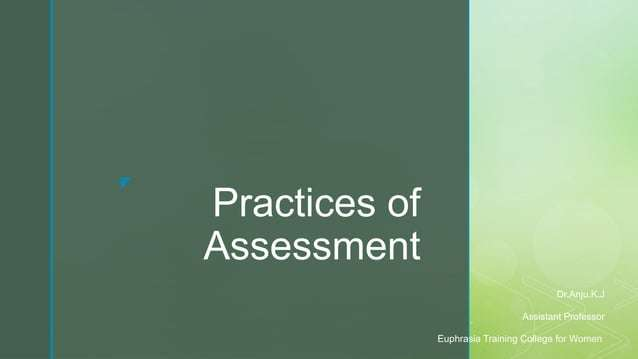 Practices of
Assessment
Dr.Anju.K.J
Assistant Professor
Euphrasia Training College for Women